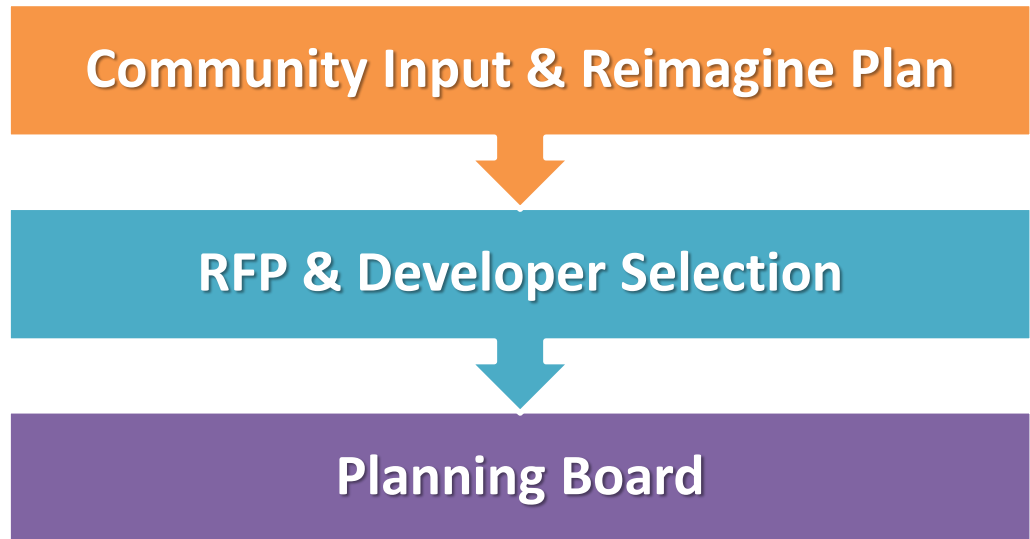 Community Input & Reimagine Plan
RFP & Developer Selection
Planning Board